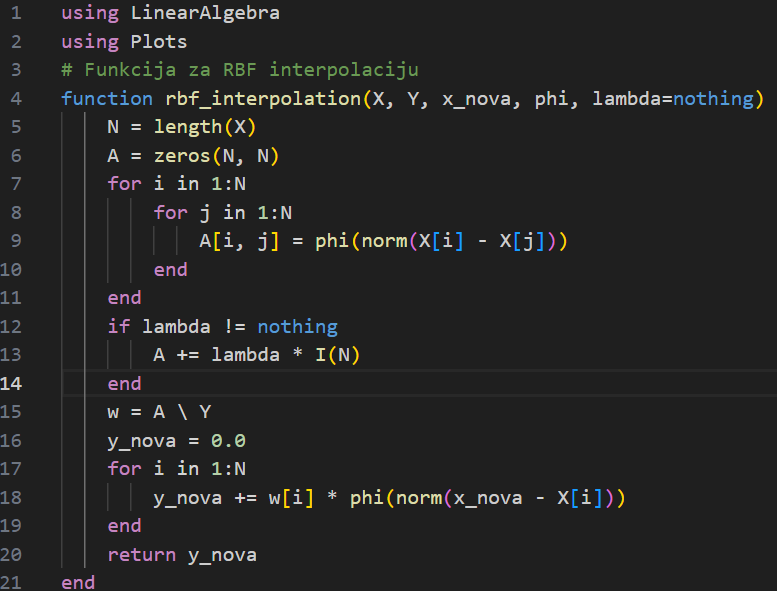 1 using LinearAlgebra
2 using Plots
3 # Funkcija za RBF interpolaciju
4 function rbf_interpolation(X, Y, x_nova, phi, lambda=nothing)
5     N = length(X)
6     A = zeros(N, N)
7     for i in 1:N
8         for j in 1:N
9             A[i, j] = phi(norm(X[i] - X[j]))
10         end
11     end
12     if lambda != nothing
13         A += lambda * I(N)
14     end
15     w = A \ Y
16     y_nova = 0.0
17     for i in 1:N
18         y_nova += w[i] * phi(norm(x_nova - X[i]))
19     end
20     return y_nova
21 end